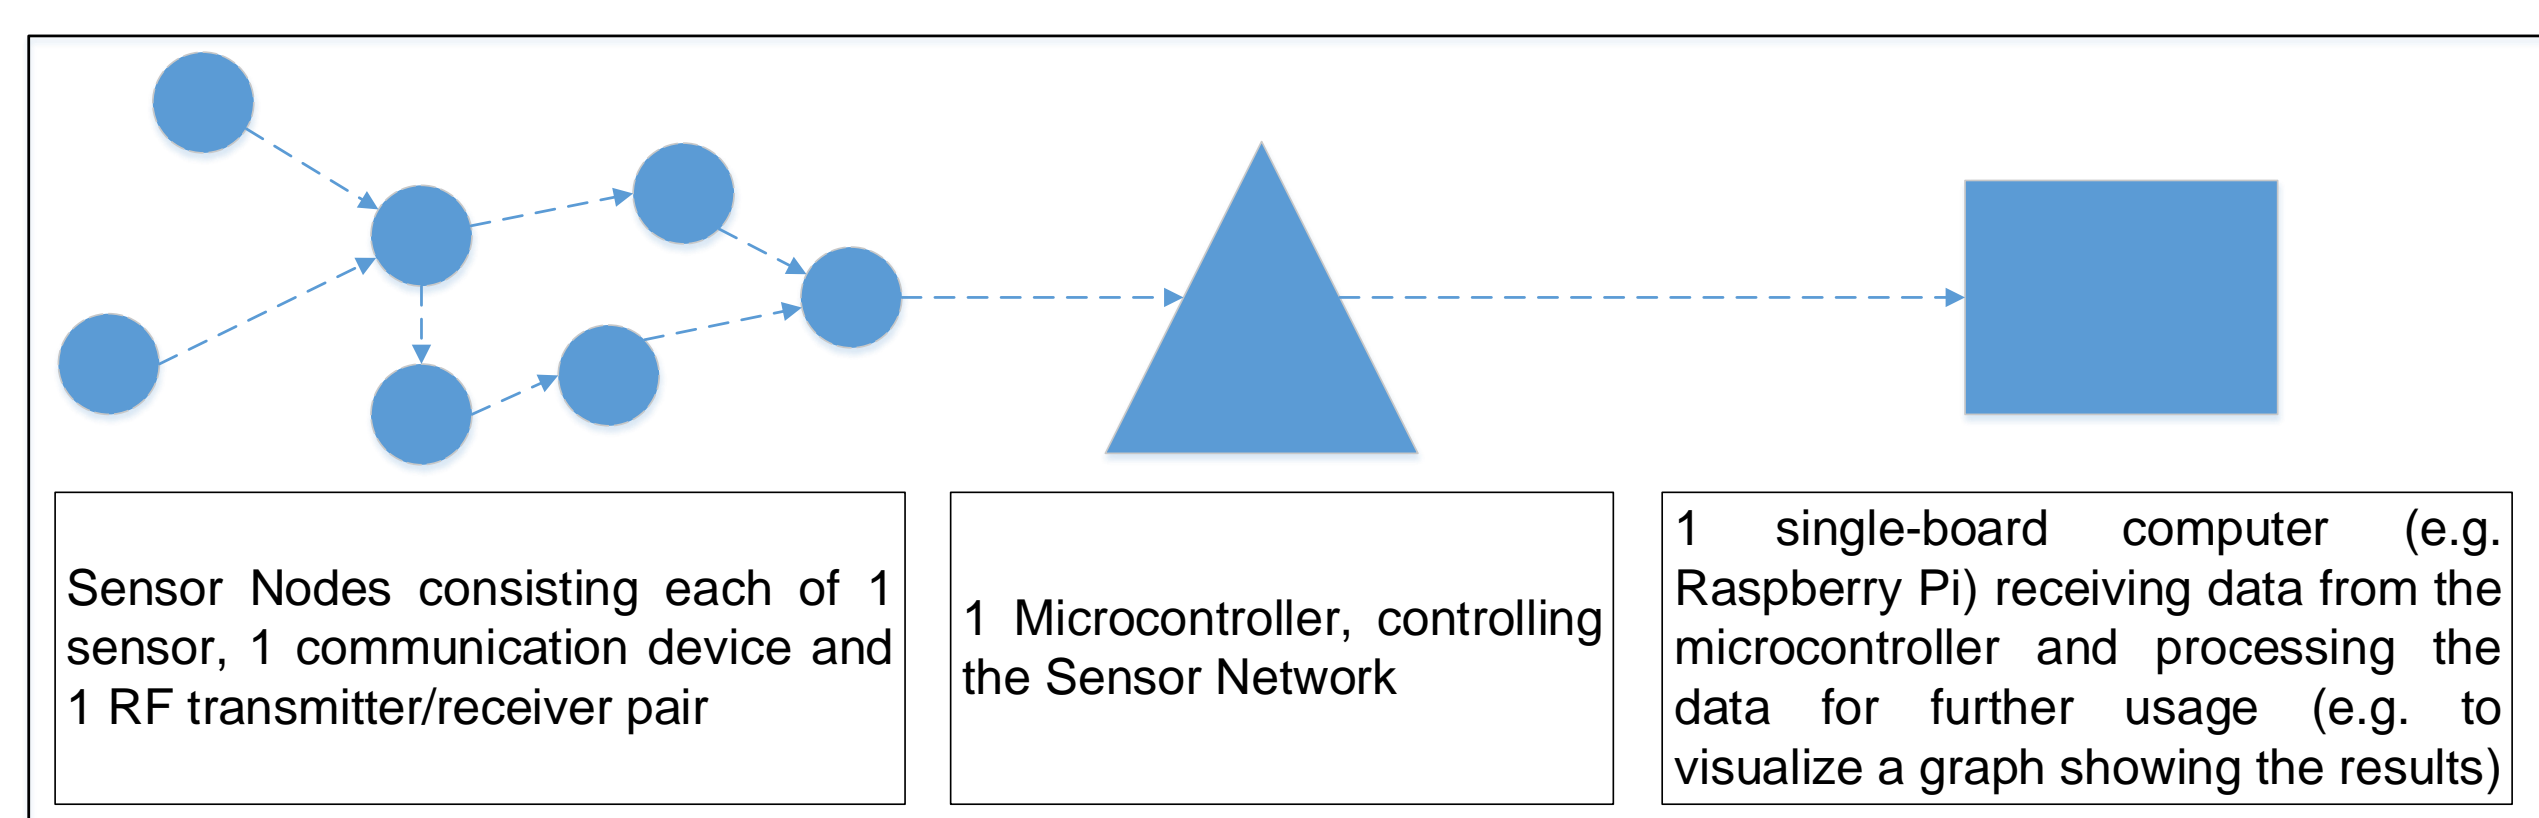 Sensor Nodes consisting each of 1
sensor, 1 communication device and
1 RF transmitter/receiver pair
1 Microcontroller, controlling
the Sensor Network
1 single-board computer (e.g.
Raspberry Pi) receiving data from the
microcontroller and processing the
data for further usage (e.g. to
visualize a graph showing the results)